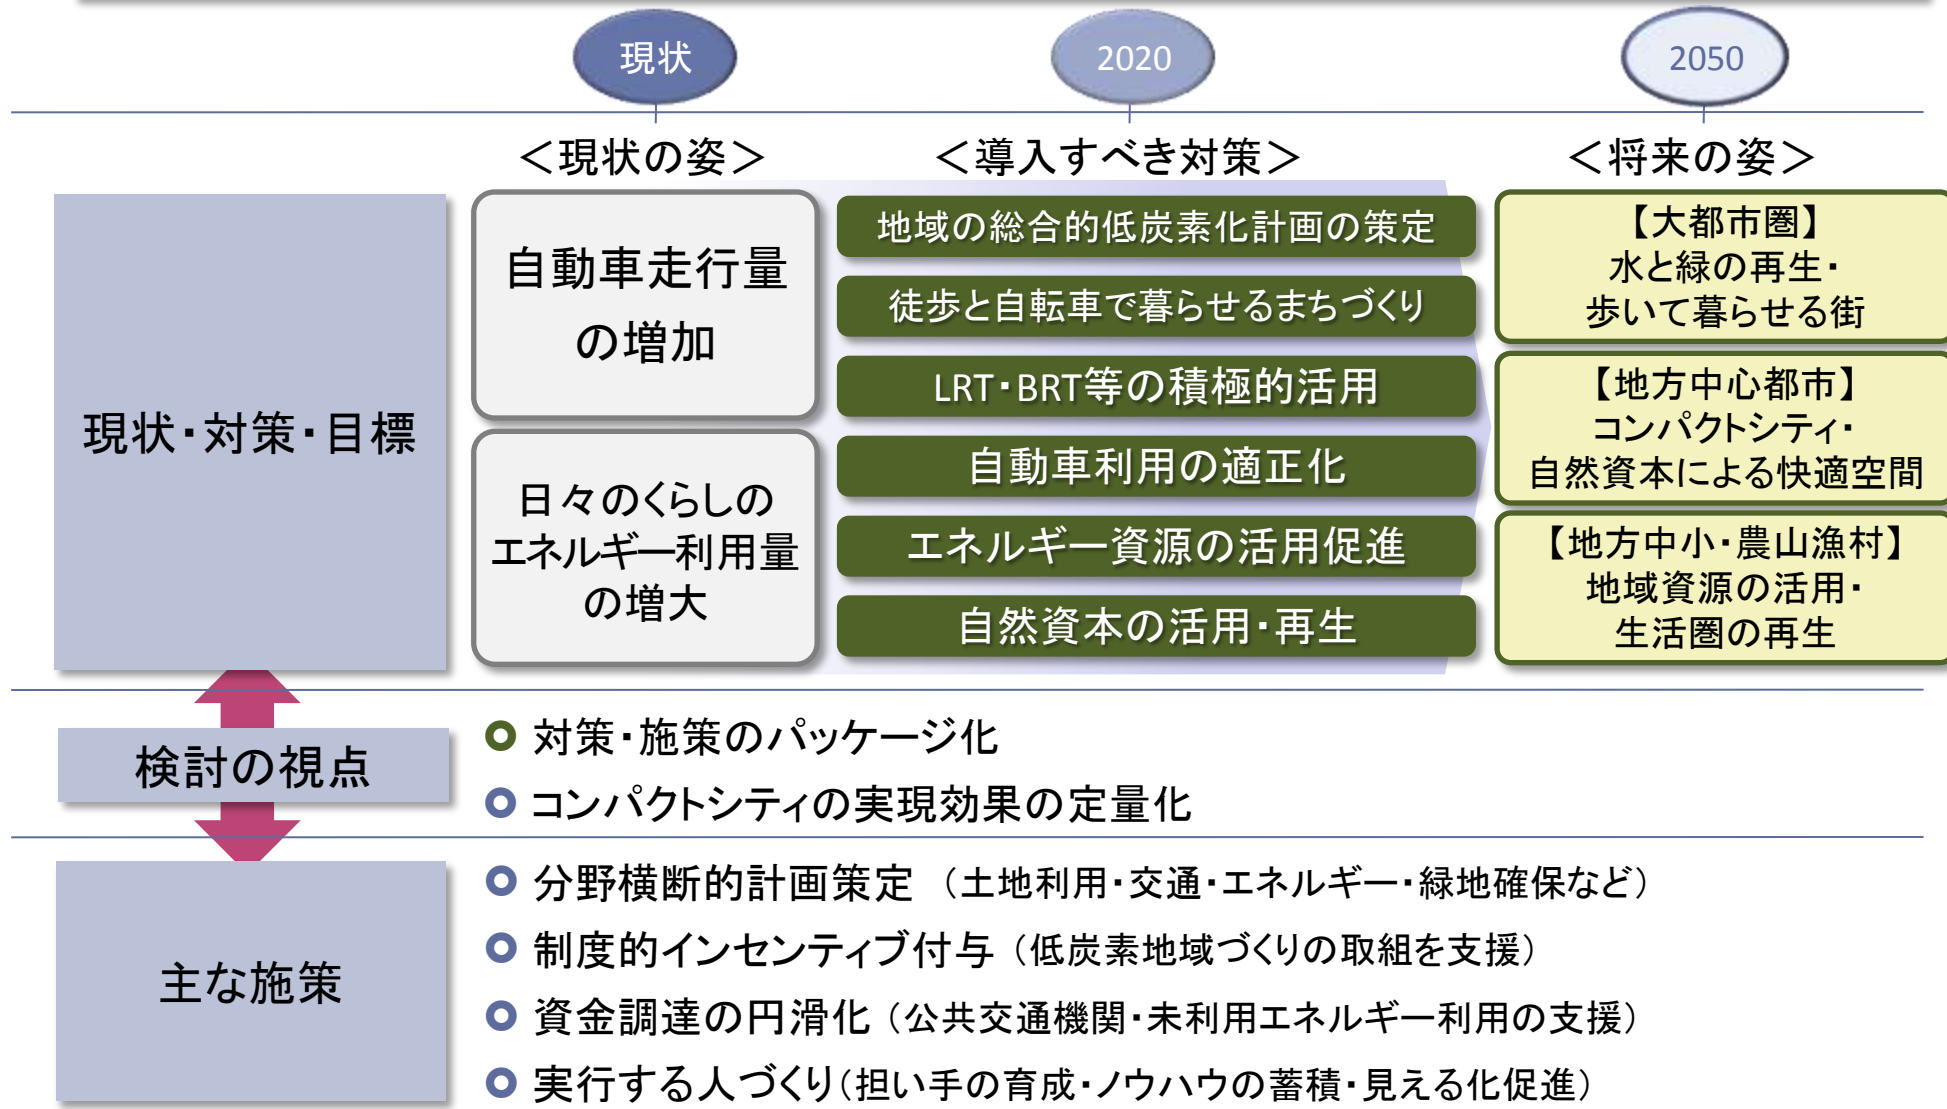 現状
2020
2050
＜現状の姿＞
＜導入すべき対策＞
＜将来の姿＞
現状・対策・目標
自動車走行量
の増加
日々のくらしの
エネルギー利用量
の増大
地域の総合的低炭素化計画の策定
徒歩と自転車で暮らせるまちづくり
LRT・BRT等の積極的活用
自動車利用の適正化
エネルギー資源の活用促進
自然資本の活用・再生
【大都市圏】
水と緑の再生・
歩いて暮らせる街
【地方中心都市】
コンパクトシティ・
自然資本による快適空間
【地方中小・農山漁村】
地域資源の活用・
生活圏の再生
検討の視点
対策・施策のパッケージ化
コンパクトシティの実現効果の定量化
主な施策
分野横断的計画策定 （土地利用・交通・エネルギー・緑地確保など）
制度的インセンティブ付与（低炭素地域づくりの取組を支援）
資金調達の円滑化（公共交通機関・未利用エネルギー利用の支援）
実行する人づくり（担い手の育成・ノウハウの蓄積・見える化促進）